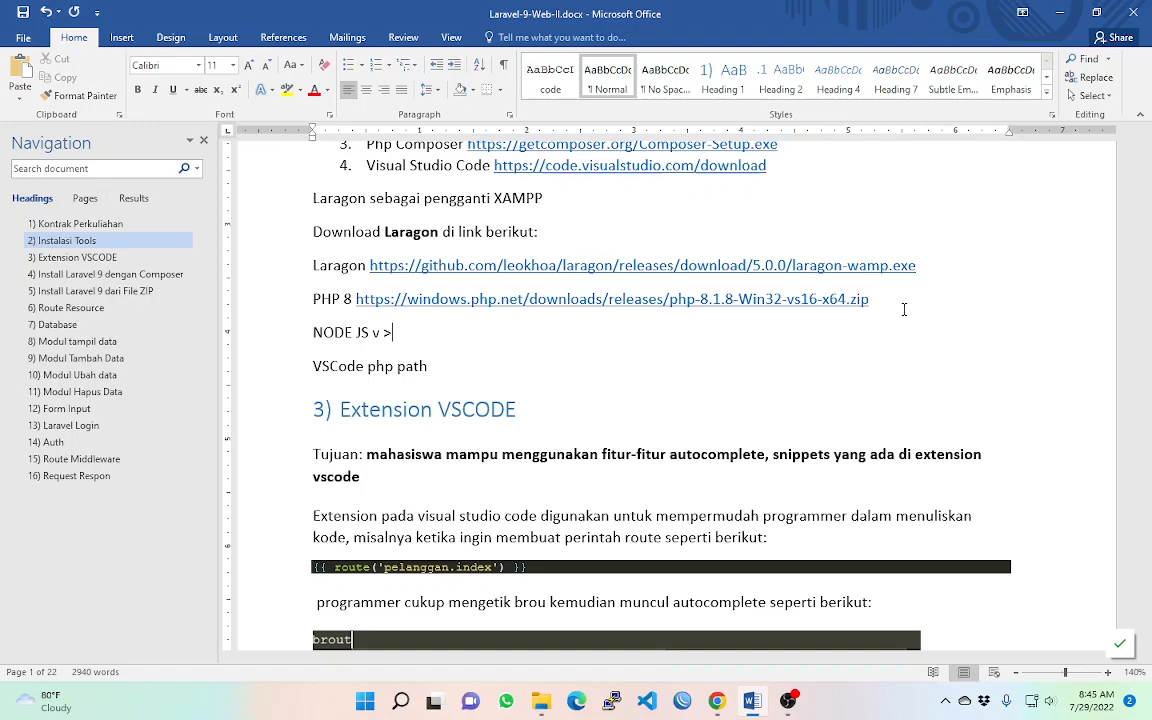 Laravel-9-Web-II.docx - Microsoft Office
File Home Insert Design Layout References Mailings Review View Tell me what you want to do... Share
Paste
Cut
Copy
Format Painter
Clipboard
Calibri 11
Font
Paragraph
AaBbCcI AaBbCcDc AaBbCcDc 1) AaB .1 AaBb( AaBbCcDc AaBbCcDc AaBbCcDc AaBbCcDc
code ¶ Normal ¶ No Spac... Heading 1 Heading 2 Heading 4 Heading 7 Subtle Em... Emphasis
Styles
Find
Replace
Select
Editing
Navigation
Search document
Headings Pages Results
1) Kontrak Perkuliahan
2) Instalasi Tools
3) Extension VSCODE
4) Install Laravel 9 dengan Composer
5) Install Laravel 9 dari File ZIP
6) Route Resource
7) Database
8) Modul tampil data
9) Modul Tambah Data
10) Modul Ubah data
11) Modul Hapus Data
12) Form Input
13) Laravel Login
14) Auth
15) Route Middleware
16) Request Respon
1 2 3 4 5 6 7
3. Php Composer https://getcomposer.org/Composer-Setup.exe
4. Visual Studio Code https://code.visualstudio.com/download
Laragon sebagai pengganti XAMPP
Download Laragon di link berikut:
Laragon https://github.com/leokhoa/laragon/releases/download/5.0.0/laragon-wamp.exe
PHP 8 https://windows.php.net/downloads/releases/php-8.1.8-Win32-vs16-x64.zip
NODE JS v >
VSCode php path
3) Extension VSCODE
Tujuan: mahasiswa mampu menggunakan fitur-fitur autocomplete, snippets yang ada di extension
vscode
Extension pada visual studio code digunakan untuk mempermudah programmer dalam menuliskan
kode, misalnya ketika ingin membuat perintah route seperti berikut:
{{ route('pelanggan.index') }}
programmer cukup mengetik brou kemudian muncul autocomplete seperti berikut:
brout
Page 1 of 22 2940 words
140%
80°F
Cloudy
8:45 AM
7/29/2022
2